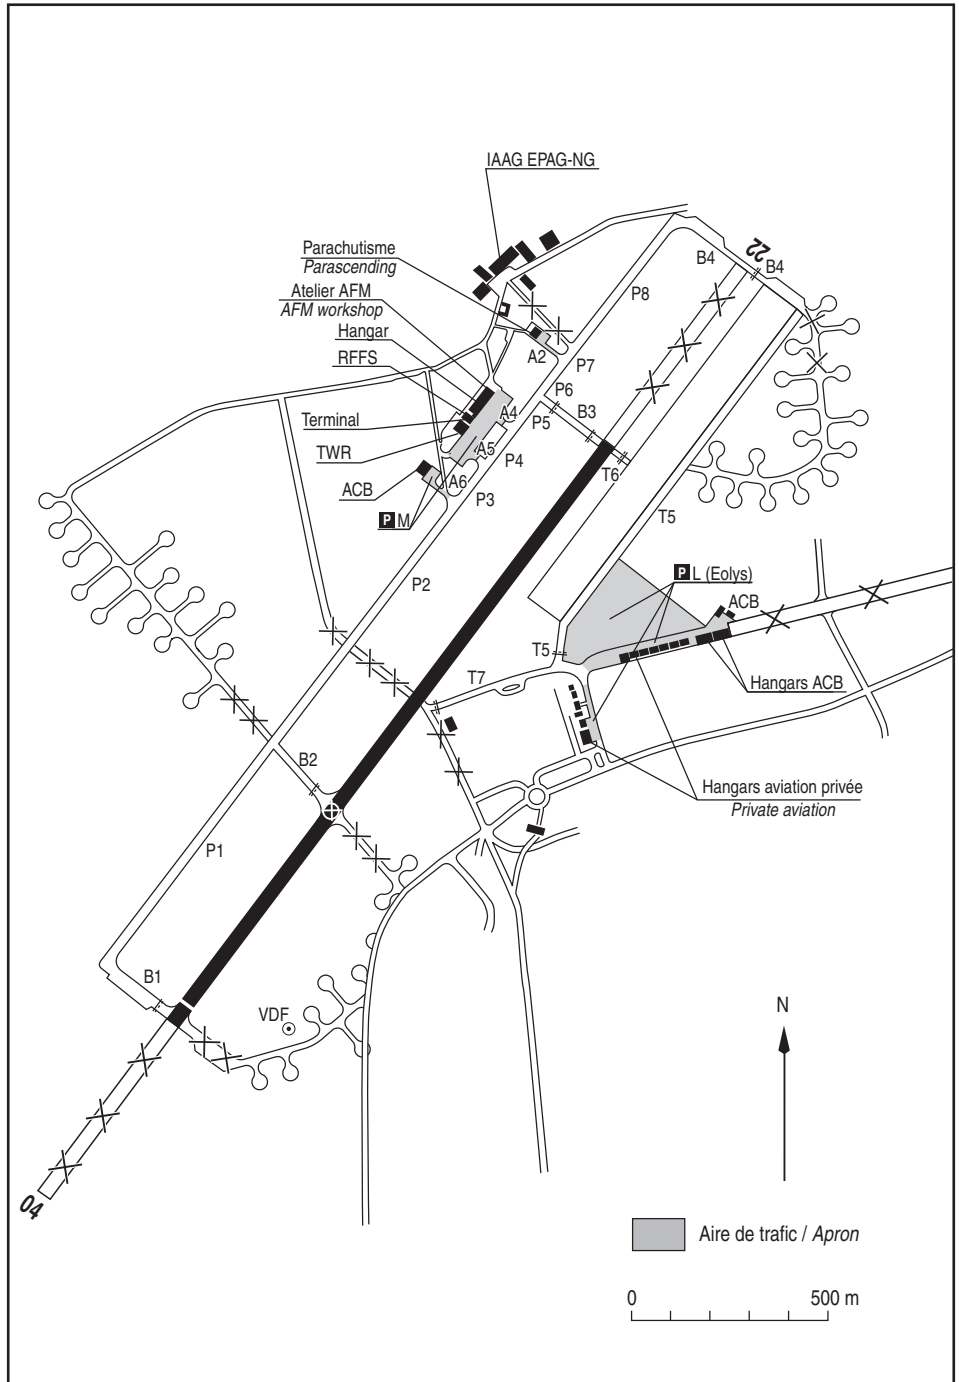 IAAG EPAG-NG
Parachutisme
Parascending
Atelier AFM
AFM workshop
Hangar
RFFS
Terminal
TWR
ACB
P M
22
B4
B4
P8
A2
P7
P6
B3
P5
A4
A5
P4
A6
P3
T6
T5
P2
P L (Eolys)
ACB
T5
T7
Hangars ACB
B2
Hangars aviation privée
Private aviation
P1
B1
VDF
N
04
Aire de trafic / Apron
0 500 m